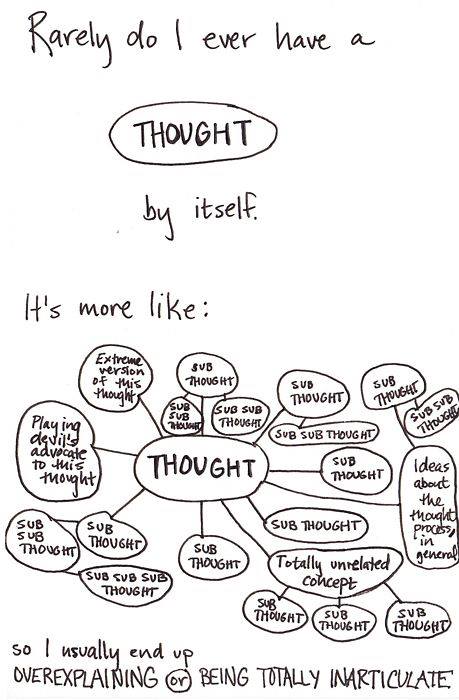 Rarely do I ever have a
THOUGHT
by itself.
It's more like:
Extreme
version
of this
thought
SUB
THOUGHT
SUB
SUB
THOUGHT
SUB SUB
THOUGHT
SUB
THOUGHT
SUB SUB THOUGHT
SUB
THOUGHT
SUB SUB
THOUGHT
Playing
devil's
advocate
to this
thought
THOUGHT
SUB
THOUGHT
Ideas
about
the
thought
process,
in
general
SUB
SUB
THOUGHT
SUB
THOUGHT
SUB SUB SUB
THOUGHT
SUB
THOUGHT
SUB THOUGHT
Totally unrelated
concept
SUB
THOUGHT
SUB
THOUGHT
SUB
THOUGHT
so I usually end up
OVEREXPLAINING or BEING TOTALLY INARTICULATE.